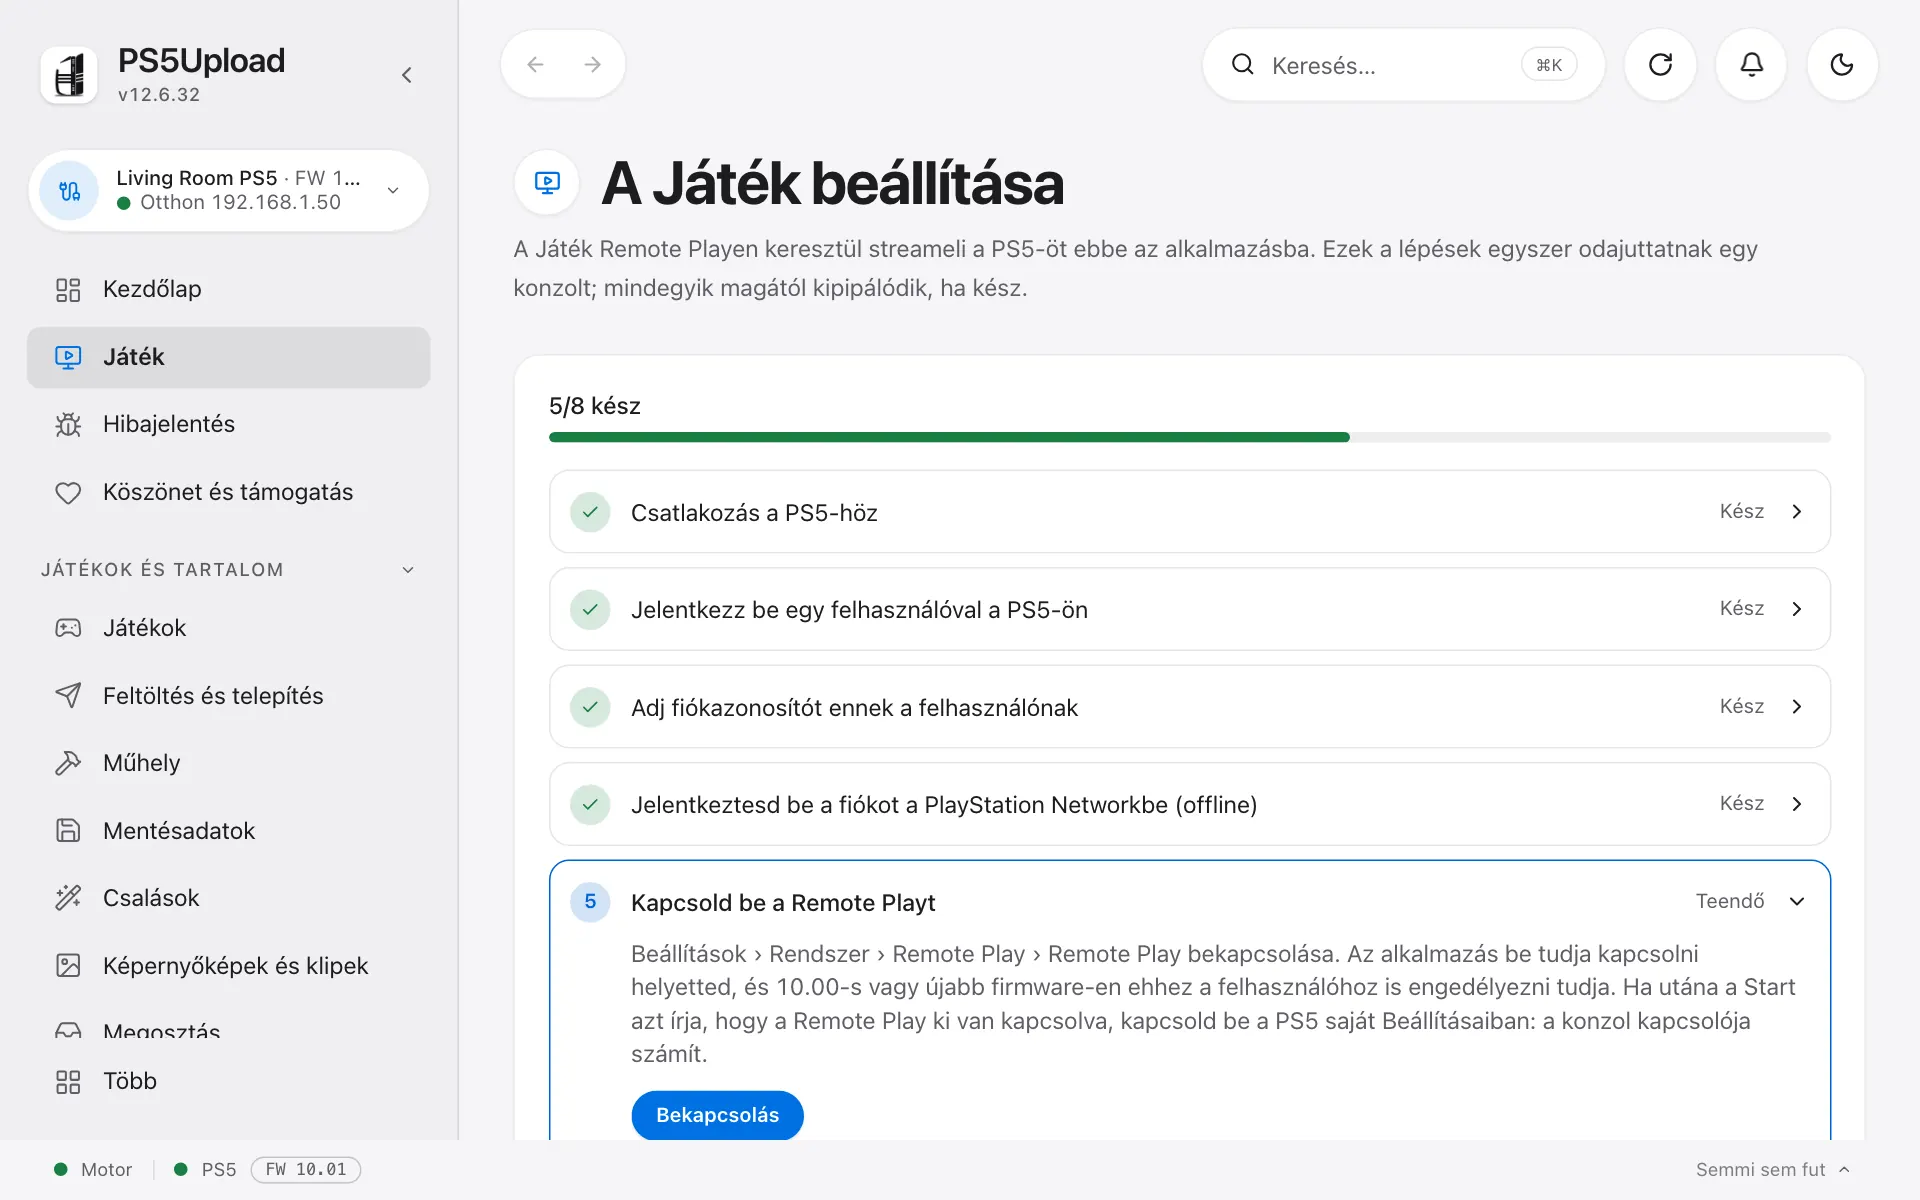 PS5Upload
v12.6.32
Living Room PS5 · FW 1...
Otthon 192.168.1.50
Kezdőlap
Játék
Hibajelentés
Köszönet és támogatás
JÁTÉKOK ÉS TARTALOM
Játékok
Feltöltés és telepítés
Műhely
Mentésadatok
Csalások
Képernyőképek és klipek
Megosztás
Több
Keresés...
⌘K
A Játék beállítása
A Játék Remote Playen keresztül streameli a PS5-öt ebbe az alkalmazásba. Ezek a lépések egyszer odajuttatnak egy
konzolt; mindegyik magától kipipálódik, ha kész.
5/8 kész
Csatlakozás a PS5-höz
Kész
Jelentkezz be egy felhasználóval a PS5-ön
Kész
Adj fiókazonosítót ennek a felhasználónak
Kész
Jelentkeztesd be a fiókot a PlayStation Networkbe (offline)
Kész
5
Kapcsold be a Remote Playt
Teendő
Beállítások › Rendszer › Remote Play › Remote Play bekapcsolása. Az alkalmazás be tudja kapcsolni
helyetted, és 10.00-s vagy újabb firmware-en ehhez a felhasználóhoz is engedélyezni tudja. Ha utána a Start
azt írja, hogy a Remote Play ki van kapcsolva, kapcsold be a PS5 saját Beállításaiban: a konzol kapcsolója
számít.
Bekapcsolás
Motor
PS5
FW 10.01
Semmi sem fut